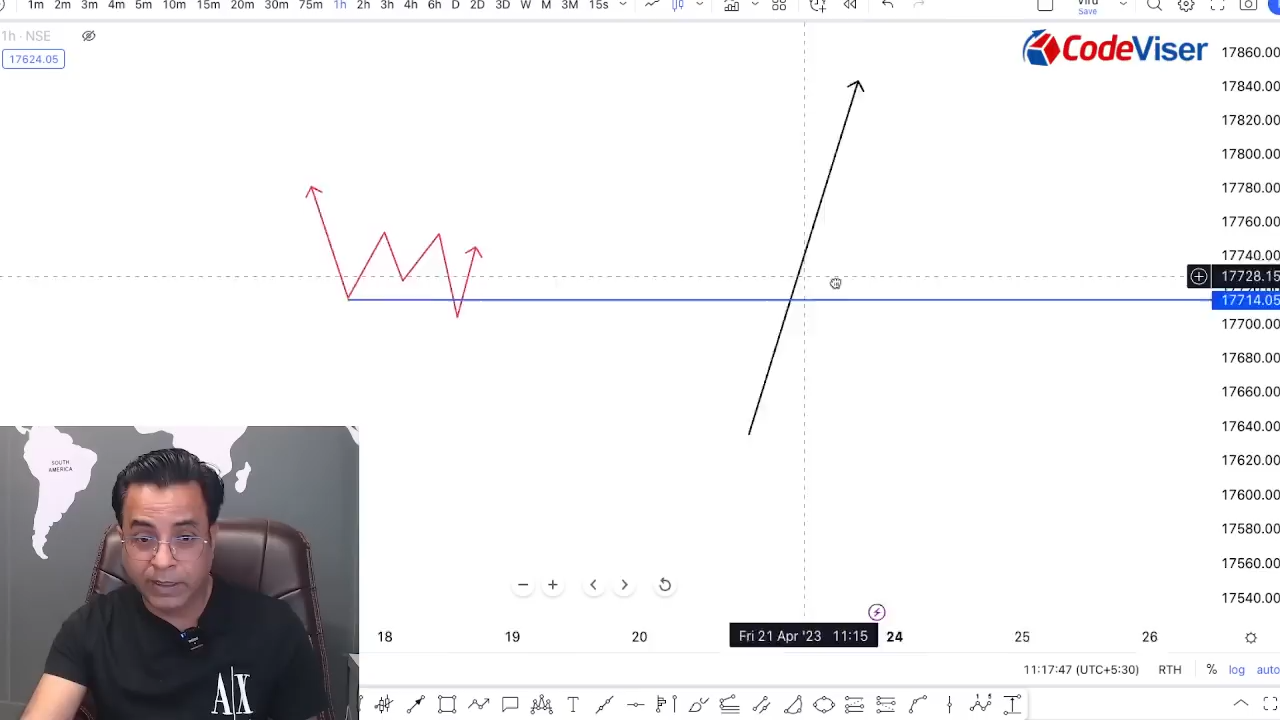 1m 2m 3m 4m 5m 10m 15m 20m 30m 75m 1h 2h 3h 4h 6h D 2D 3D W M 3M 15s
Save
1h · NSE
17624.05
CodeViser
17860.00
17840.00
17820.00
17800.00
17780.00
17760.00
17740.00
17728.15
17714.05
17700.00
17680.00
17660.00
17640.00
17620.00
17600.00
17580.00
17560.00
17540.00
SOUTH
AMERICA
A|X
18 19 20 Fri 21 Apr '23 11:15 24 25 26
11:17:47 (UTC+5:30) RTH % log auto